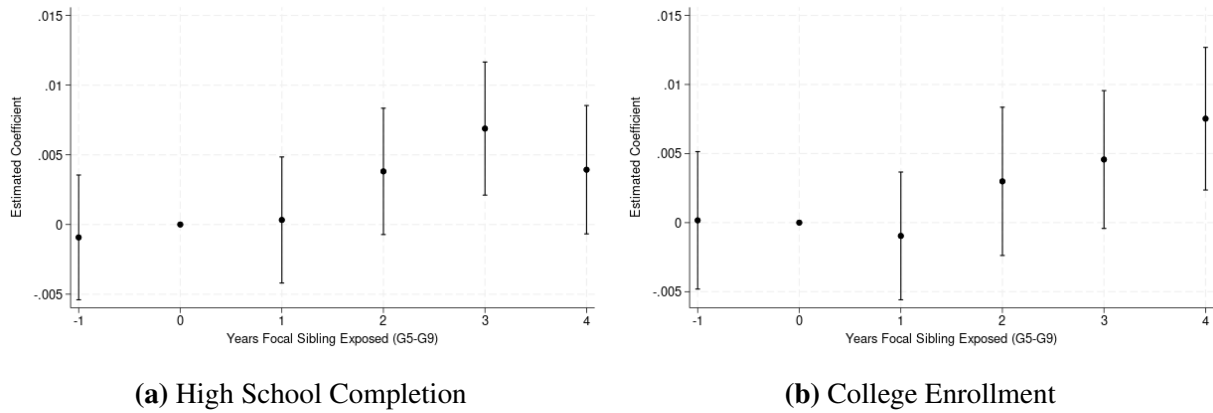 .015
.01
.005
0
-.005
Estimated Coefficient
-1 0 1 2 3 4
Years Focal Sibling Exposed (G5-G9)
(a) High School Completion
.015
.01
.005
0
-.005
Estimated Coefficient
-1 0 1 2 3 4
Years Focal Sibling Exposed (G5-G9)
(b) College Enrollment